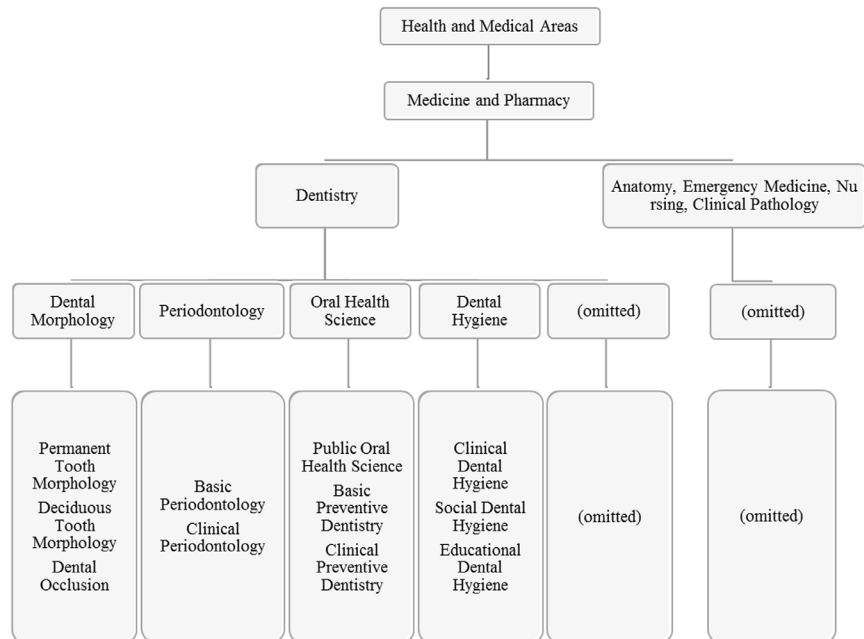 Health and Medical Areas
Medicine and Pharmacy
Dentistry
Anatomy, Emergency Medicine, Nu
rsing, Clinical Pathology
Dental
Morphology
Periodontology
Oral Health
Science
Dental
Hygiene
(omitted)
(omitted)
Permanent
Tooth
Morphology
Deciduous
Tooth
Morphology
Dental
Occlusion
Basic
Periodontology
Clinical
Periodontology
Public Oral
Health Science
Basic
Preventive
Dentistry
Clinical
Preventive
Dentistry
Clinical
Dental
Hygiene
Social Dental
Hygiene
Educational
Dental
Hygiene
(omitted)
(omitted)